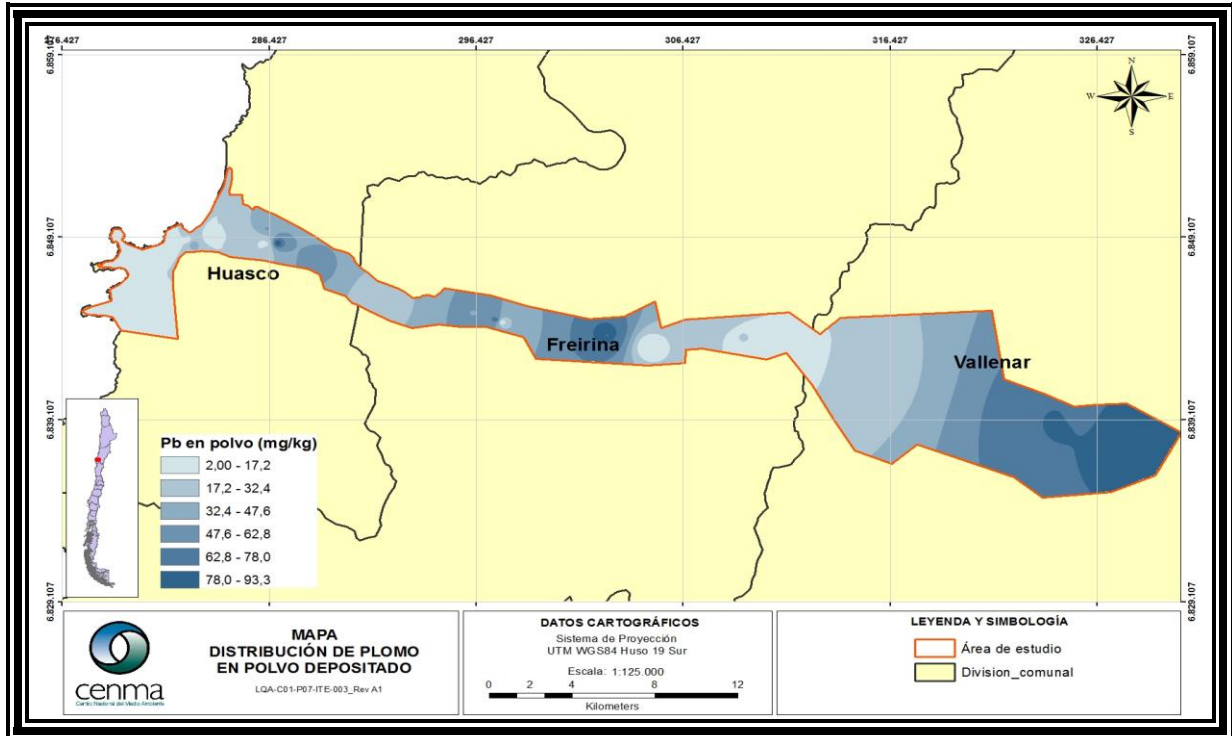 276.427 286.427 296.427 306.427 316.427 326.427
6.859.107 6.859.107
N
W E
S
6.849.107 6.849.107
Huasco
Freirina
Vallenar
6.839.107 6.839.107
Pb en polvo (mg/kg)
2,00 - 17,2
17,2 - 32,4
32,4 - 47,6
47,6 - 62,8
62,8 - 78,0
78,0 - 93,3
6.829.107 6.829.107
cenma
Centro Nacional del Medio Ambiente
MAPA
DISTRIBUCIÓN DE PLOMO
EN POLVO DEPOSITADO
LQA-C01-P07-ITE-003_Rev A1
DATOS CARTOGRÁFICOS
Sistema de Proyección
UTM WGS84 Huso 19 Sur
Escala: 1:125.000
0 2 4 8 12
Kilometers
LEYENDA Y SIMBOLOGÍA
Área de estudio
Division_comunal